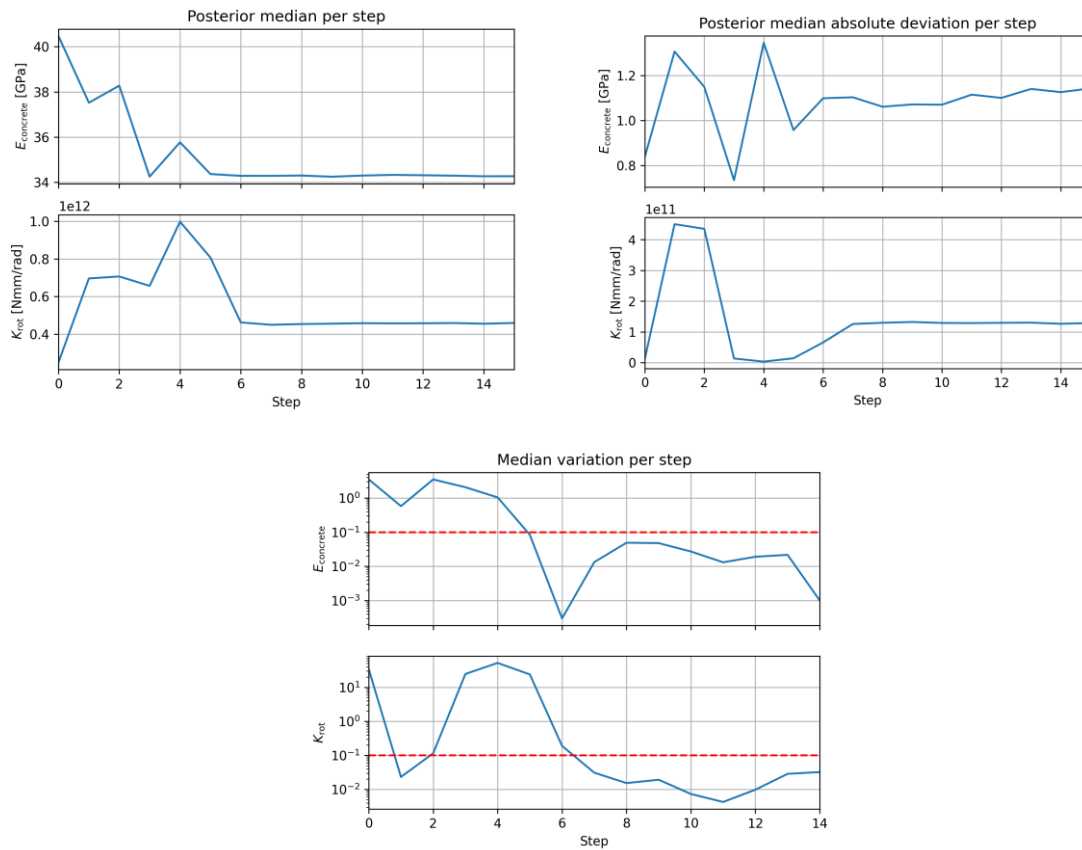 Posterior median per step
40
38
36
34
E_concrete [GPa]
1e12
1.0
0.8
0.6
0.4
K_rot [Nmm/rad]
0 2 4 6 8 10 12 14
Step
Posterior median absolute deviation per step
1.2
1.0
0.8
E_concrete [GPa]
1e11
4
3
2
1
0
K_rot [Nmm/rad]
0 2 4 6 8 10 12 14
Step
Median variation per step
10^0
10^-1
10^-2
10^-3
E_concrete
10^1
10^0
10^-1
10^-2
K_rot
0 2 4 6 8 10 12 14
Step